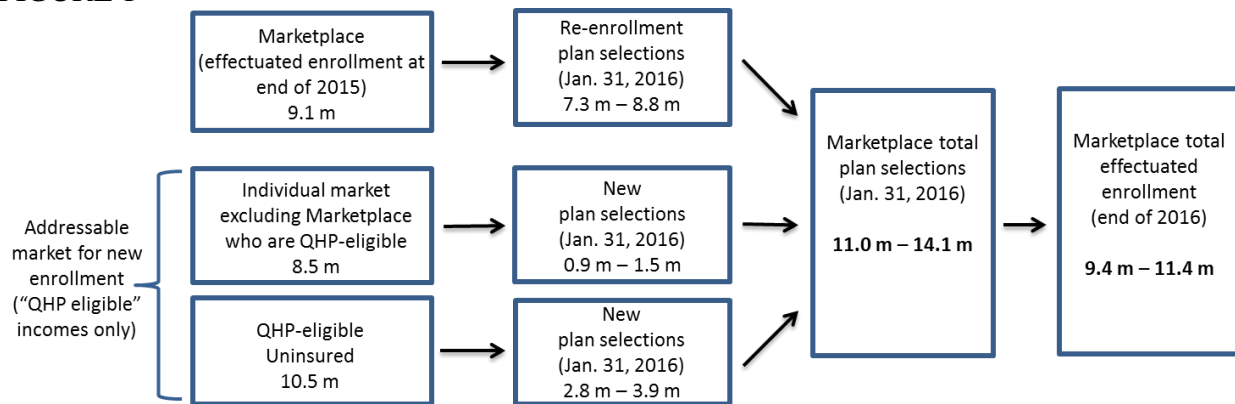 Marketplace
(effectuated enrollment at
end of 2015)
9.1 m
Re-enrollment
plan selections
(Jan. 31, 2016)
7.3 m – 8.8 m
Addressable
market for new
enrollment
(“QHP eligible”
incomes only)
Individual market
excluding Marketplace
who are QHP-eligible
8.5 m
New
plan selections
(Jan. 31, 2016)
0.9 m – 1.5 m
QHP-eligible
Uninsured
10.5 m
New
plan selections
(Jan. 31, 2016)
2.8 m – 3.9 m
Marketplace total
plan selections
(Jan. 31, 2016)
11.0 m – 14.1 m
Marketplace total
effectuated
enrollment
(end of 2016)
9.4 m – 11.4 m